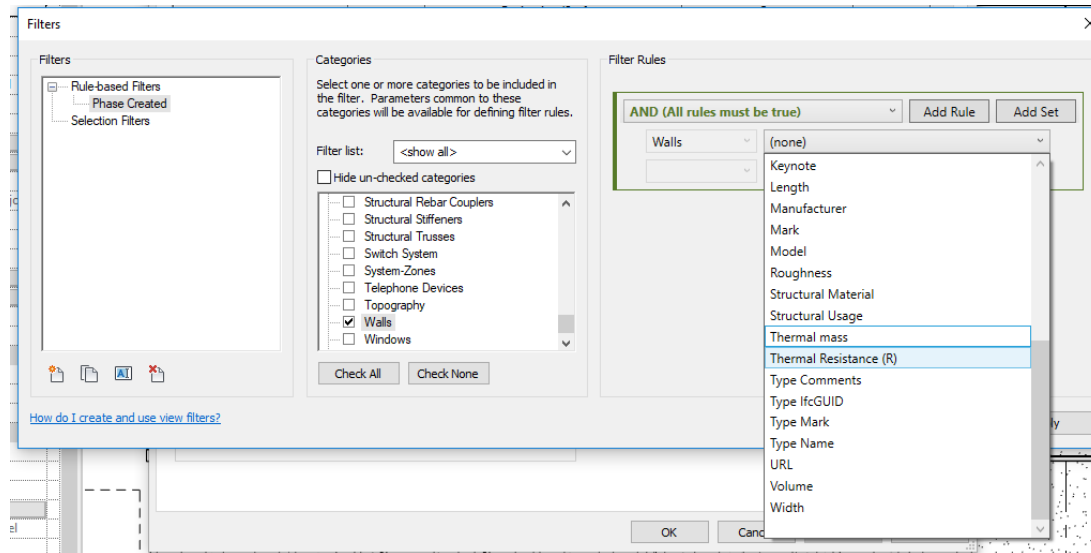 Filters
Filters
Rule-based Filters
Phase Created
Selection Filters
How do I create and use view filters?
Categories
Select one or more categories to be included in
the filter. Parameters common to these
categories will be available for defining filter rules.
Filter list:
<show all>
Hide un-checked categories
Structural Rebar Couplers
Structural Stiffeners
Structural Trusses
Switch System
System-Zones
Telephone Devices
Topography
Walls
Windows
Check All
Check None
Filter Rules
AND (All rules must be true)
Add Rule
Add Set
Walls
(none)
Keynote
Length
Manufacturer
Mark
Model
Roughness
Structural Material
Structural Usage
Thermal mass
Thermal Resistance (R)
Type Comments
Type IfcGUID
Type Mark
Type Name
URL
Volume
Width
ly
OK
Canc
el